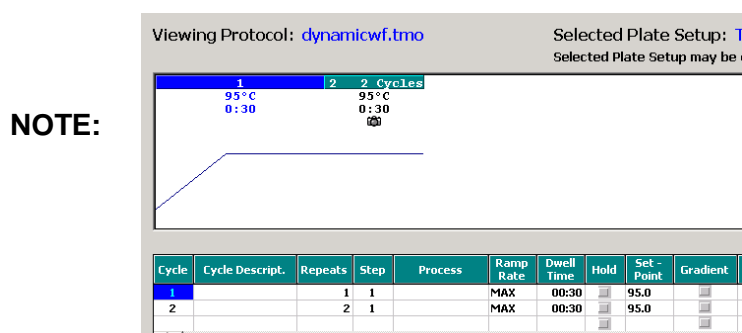 Viewing Protocol: dynamicwf.tmo Selected Plate Setup:
Selected Plate Setup may be
NOTE:
1 2 2 Cycles
95°C 95°C
0:30 0:30
Cycle Cycle Descript. Repeats Step Process Ramp Rate Dwell Time Hold Set - Point Gradient
1 1 1 MAX 00:30 95.0
2 2 1 MAX 00:30 95.0